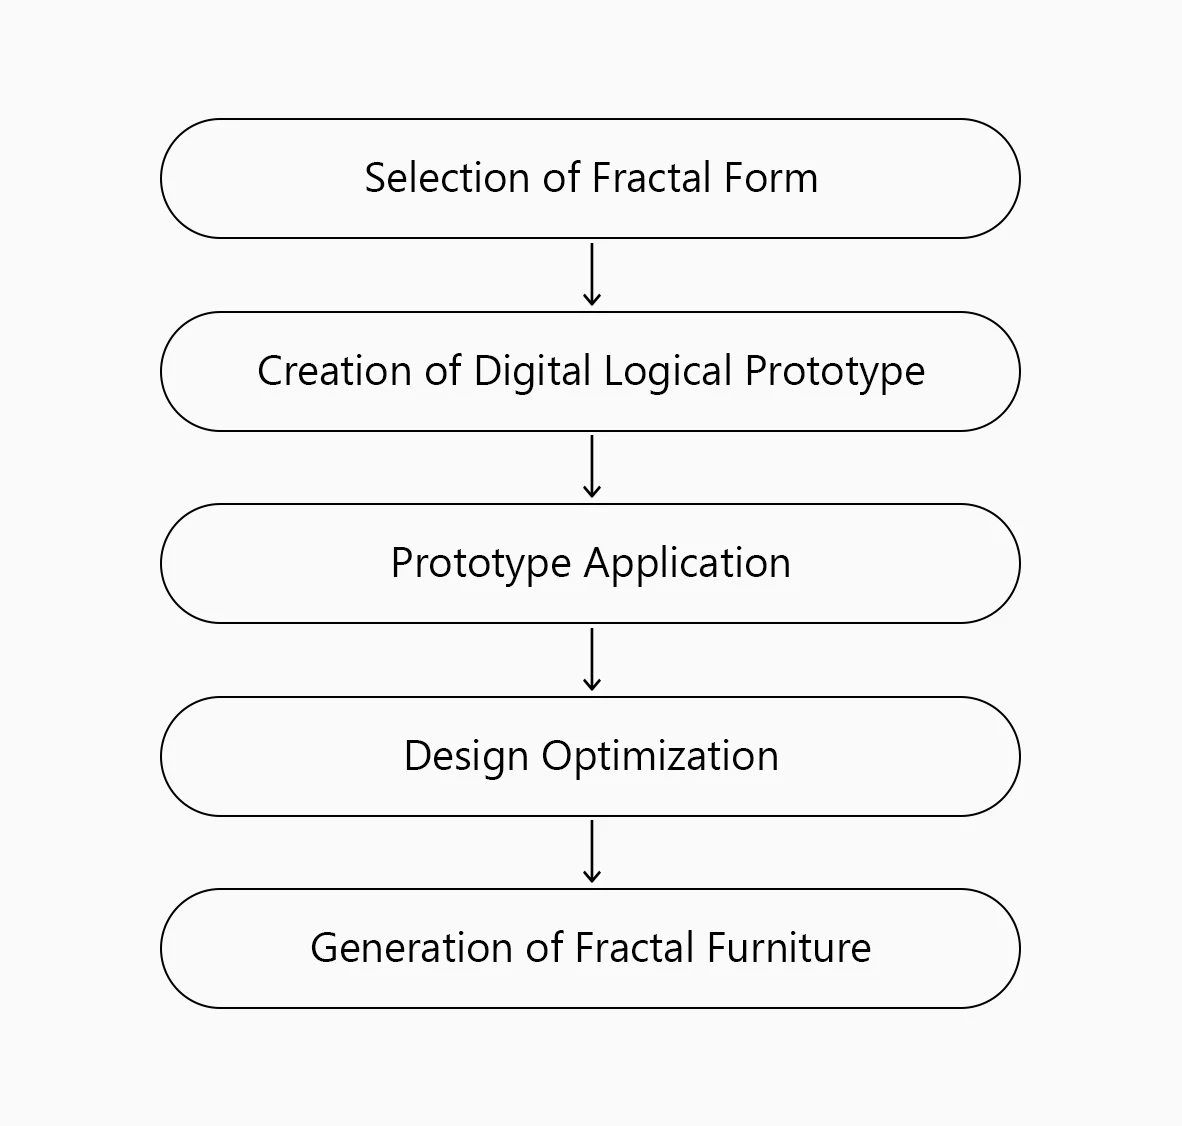 Selection of Fractal Form
Creation of Digital Logical Prototype
Prototype Application
Design Optimization
Generation of Fractal Furniture